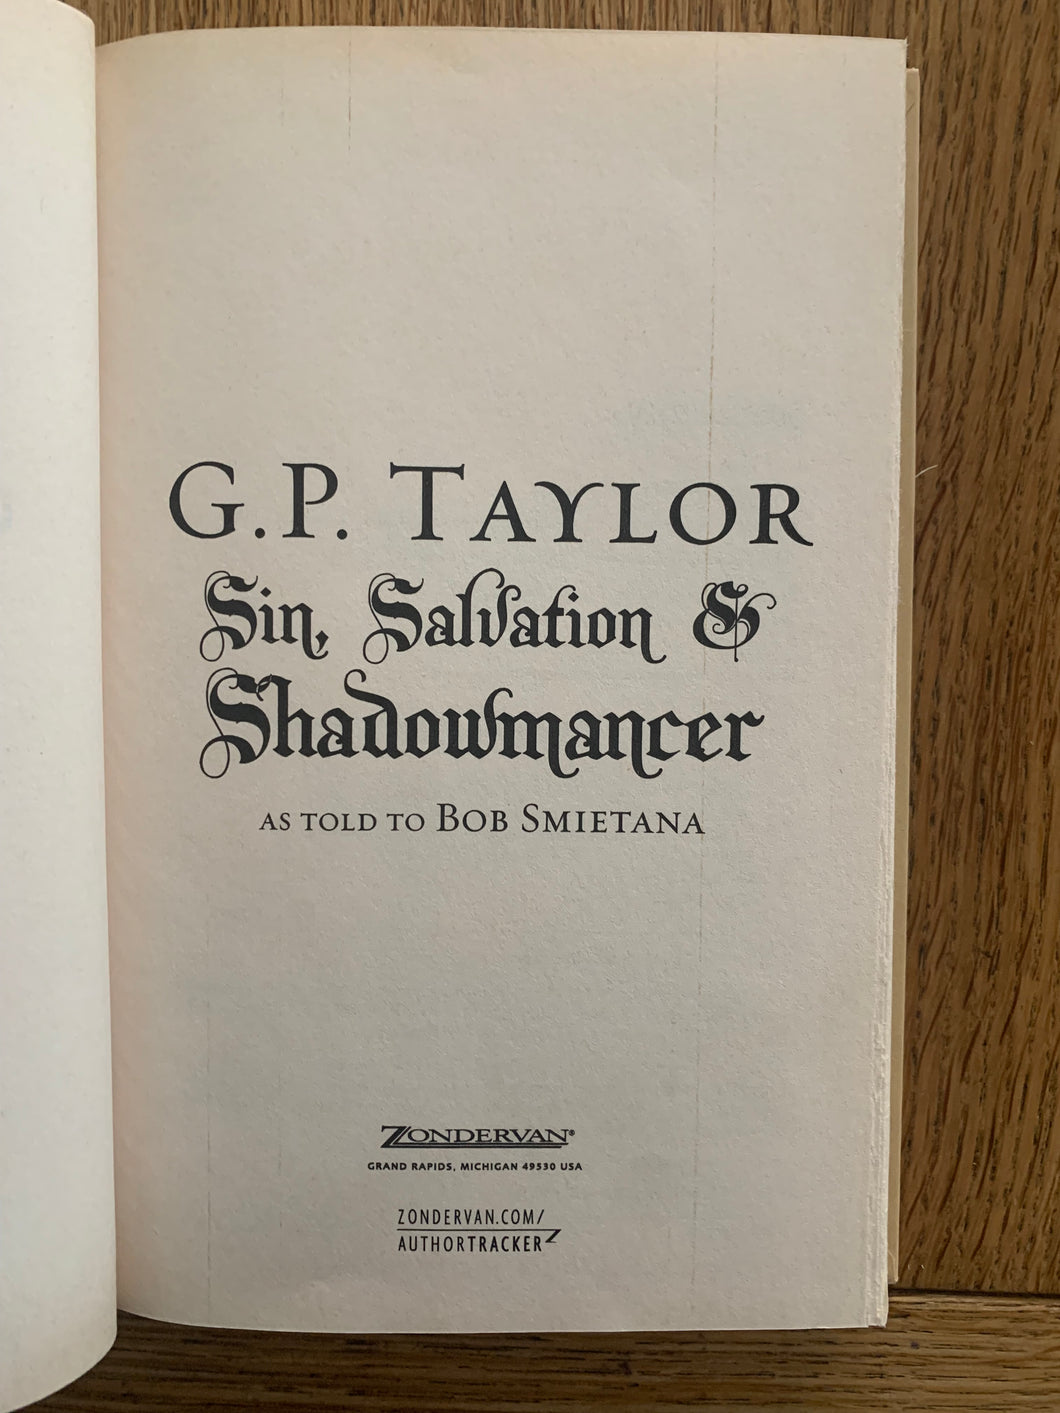 G.P. TAYLOR
Sin, Salvation &
Shadowmancer
AS TOLD TO BOB SMIETANA
ZONDERVAN®
GRAND RAPIDS, MICHIGAN 49530 USA
ZONDERVAN.COM/
AUTHORTRACKER